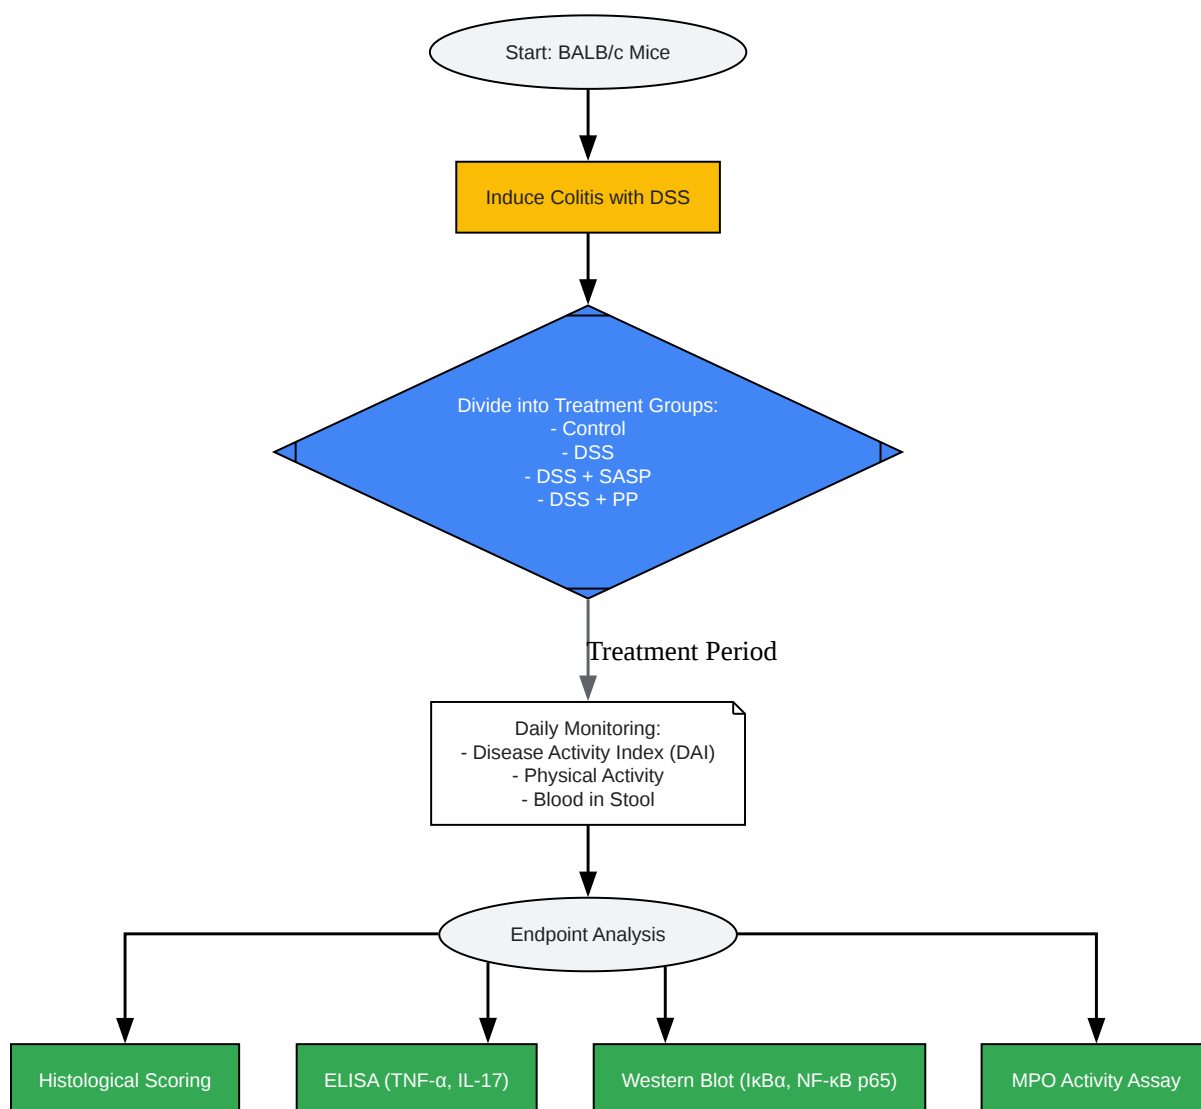 Start: BALB/c Mice
Induce Colitis with DSS
Divide into Treatment Groups:
- Control
- DSS
- DSS + SASP
- DSS + PP
Treatment Period
Daily Monitoring:
- Disease Activity Index (DAI)
- Physical Activity
- Blood in Stool
Endpoint Analysis
Histological Scoring
ELISA (TNF-α, IL-17)
Western Blot (IκBα, NF-κB p65)
MPO Activity Assay